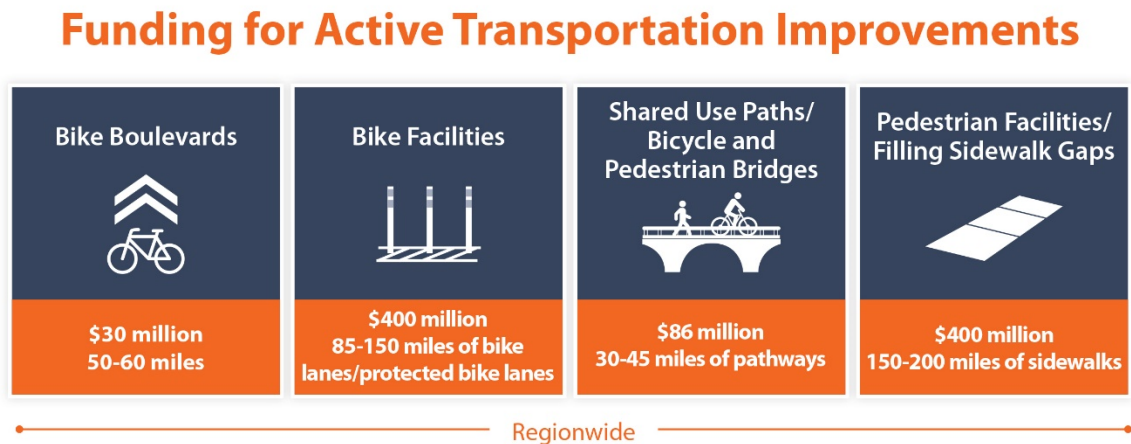 Funding for Active Transportation Improvements
Bike Boulevards
$30 million
50-60 miles
Bike Facilities
$400 million
85-150 miles of bike
lanes/protected bike lanes
Shared Use Paths/
Bicycle and
Pedestrian Bridges
$86 million
30-45 miles of pathways
Pedestrian Facilities/
Filling Sidewalk Gaps
$400 million
150-200 miles of sidewalks
Regionwide